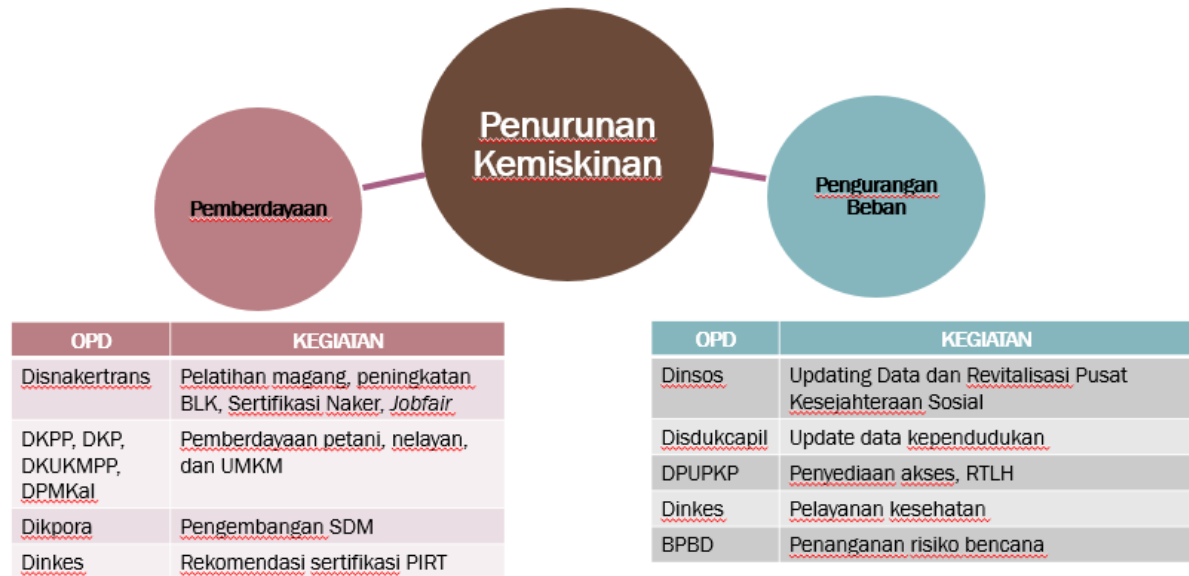 Penurunan
Kemiskinan
Pemberdayaan
Pengurangan
Beban
OPD KEGIATAN
Disnakertrans Pelatihan magang, peningkatan
BLK, Sertifikasi Naker, Jobfair
DKPP, DKP, Pemberdayaan petani, nelayan,
DKUKMPP, dan UMKM
DPMKal
Dikpora Pengembangan SDM
Dinkes Rekomendasi sertifikasi PIRT
OPD KEGIATAN
Dinsos Updating Data dan Revitalisasi Pusat
Kesejahteraan Sosial
Disdukcapil Update data kependudukan
DPUPKP Penyediaan akses, RTLH
Dinkes Pelayanan kesehatan
BPBD Penanganan risiko bencana